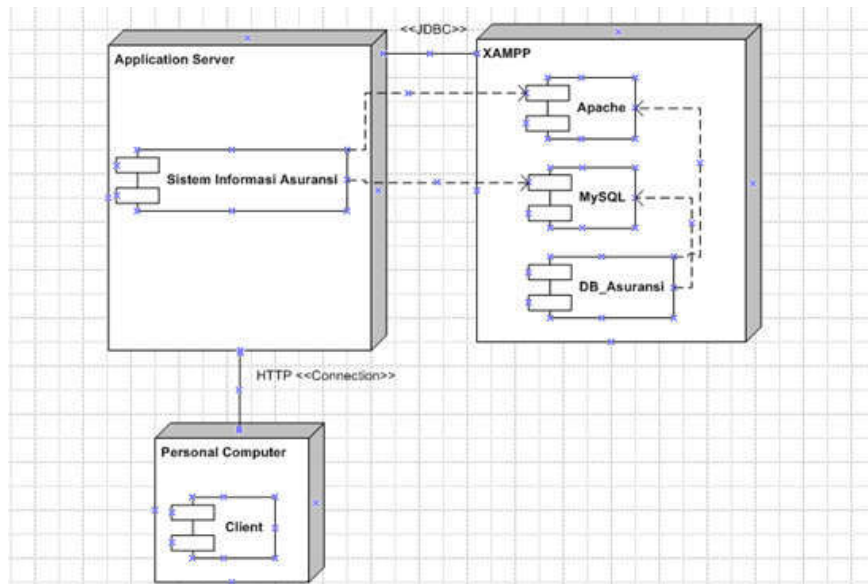 <<JDBC>>
Application Server
XAMPP
Apache
Sistem Informasi Asuransi
MySQL
DB_Asuransi
HTTP <<Connection>>
Personal Computer
Client